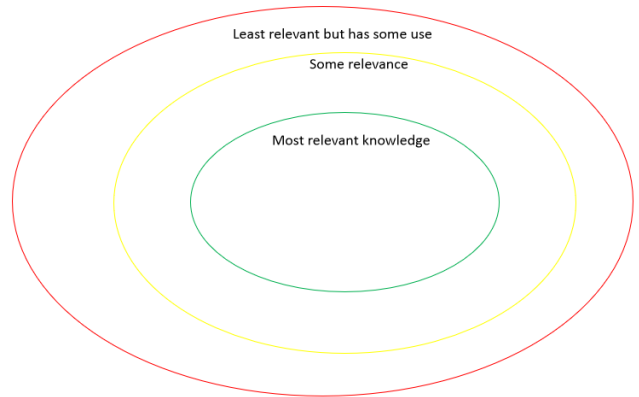 Least relevant but has some use
Some relevance
Most relevant knowledge